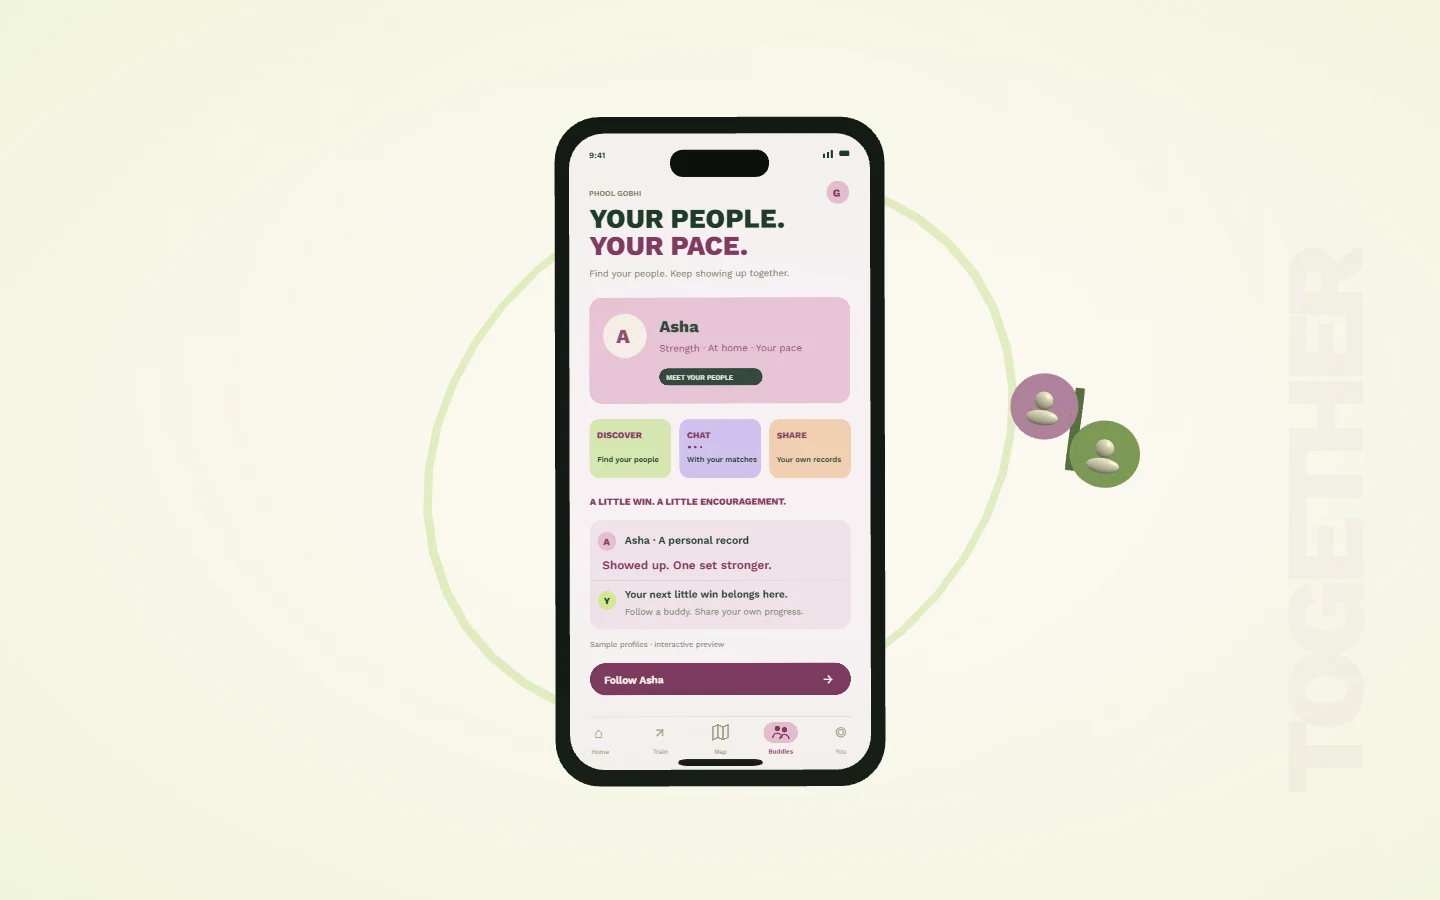 9:41
PHOOL GOBHI
G
YOUR PEOPLE.
YOUR PACE.
Find your people. Keep showing up together.
A
Asha
Strength · At home · Your pace
MEET YOUR PEOPLE
DISCOVER
Find your people
CHAT
With your matches
SHARE
Your own records
A LITTLE WIN. A LITTLE ENCOURAGEMENT.
A
Asha · A personal record
Showed up. One set stronger.
Y
Your next little win belongs here.
Follow a buddy. Share your own progress.
Sample profiles · Interactive preview
Follow Asha
Home
Train
Map
Buddies
You
TOGETHER